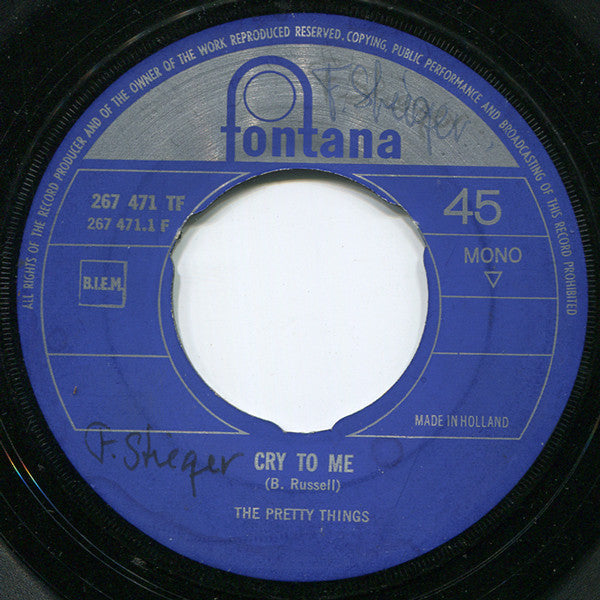 ALL RIGHTS OF THE RECORD PRODUCER AND OF THE OWNER OF THE WORK REPRODUCED RESERVED. COPYING, PUBLIC PERFORMANCE AND BROADCASTING OF THIS RECORD PROHIBITED
F. Stieger
fontana
267 471 TF
267 471.1 F
45
MONO
B.I.E.M.
MADE IN HOLLAND
F. Stieger
CRY TO ME
(B. Russell)
THE PRETTY THINGS